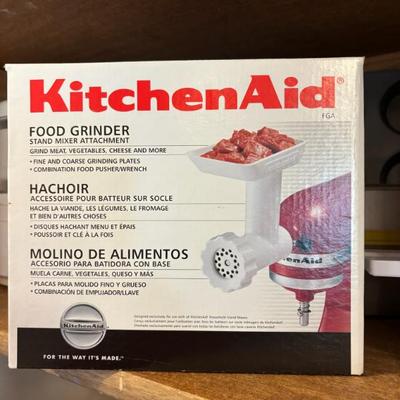 KitchenAid®
FGA
FOOD GRINDER
STAND MIXER ATTACHMENT
GRIND MEAT, VEGETABLES, CHEESE AND MORE
• FINE AND COARSE GRINDING PLATES
• COMBINATION FOOD PUSHER/WRENCH
HACHOIR
ACCESSOIRE POUR BATTEUR SUR SOCLE
HACHE LA VIANDE, LES LÉGUMES, LE FROMAGE
ET BIEN D'AUTRES CHOSES
• DISQUES HACHANT MENU ET ÉPAIS
• POUSSOIR ET CLÉ À LA FOIS
MOLINO DE ALIMENTOS
ACCESORIO PARA BATIDORA CON BASE
MUELA CARNE, VEGETALES, QUESO Y MÁS
• PLACAS PARA MOLIDO FINO Y GRUESO
• COMBINACIÓN DE EMPUJADOR/LLAVE
KitchenAid
KitchenAid
FOR THE WAY IT'S MADE.™